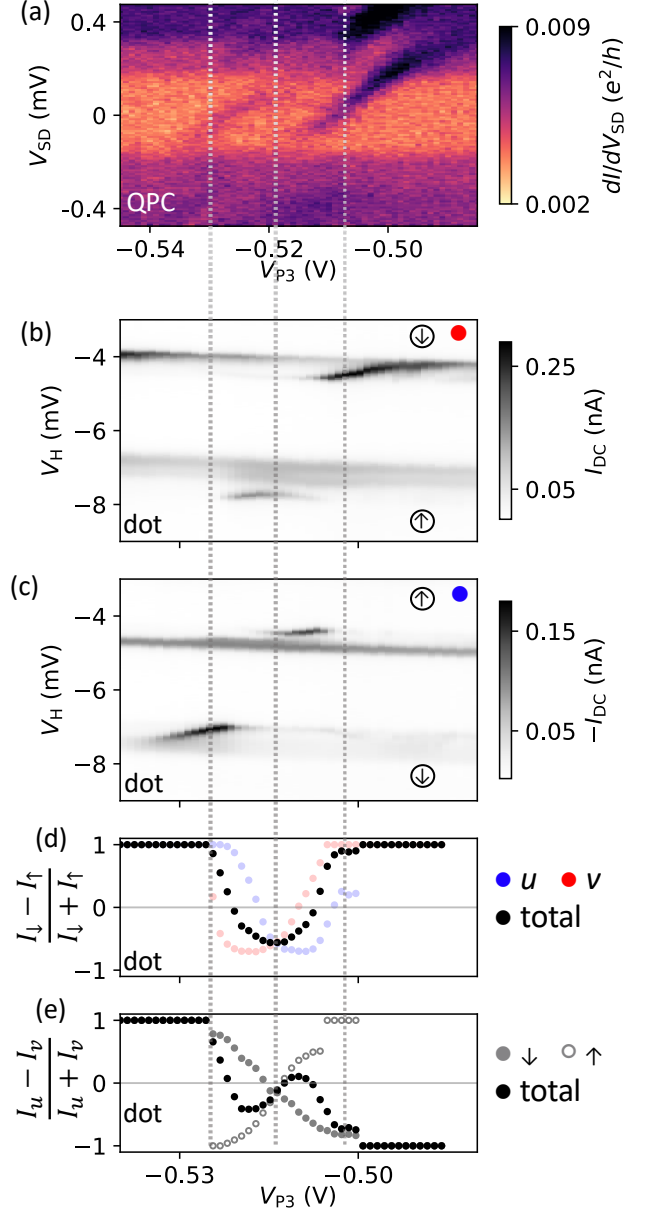 (a)
0.4
0
-0.4
V_SD (mV)
QPC
−0.54
−0.52
−0.50
V_P3 (V)
0.009
0.002
dI/dV_SD (e²/h)
(b)
−4
−6
−8
V_H (mV)
dot
↓
↑
0.25
0.05
I_DC (nA)
(c)
−4
−6
−8
V_H (mV)
dot
↑
↓
0.15
0.05
−I_DC (nA)
(d)
1
0
−1
I↓ − I↑
I↓ + I↑
dot
u v
total
(e)
1
0
−1
I_u − I_v
I_u + I_v
dot
↓ ↑
total
−0.53
−0.50
V_P3 (V)